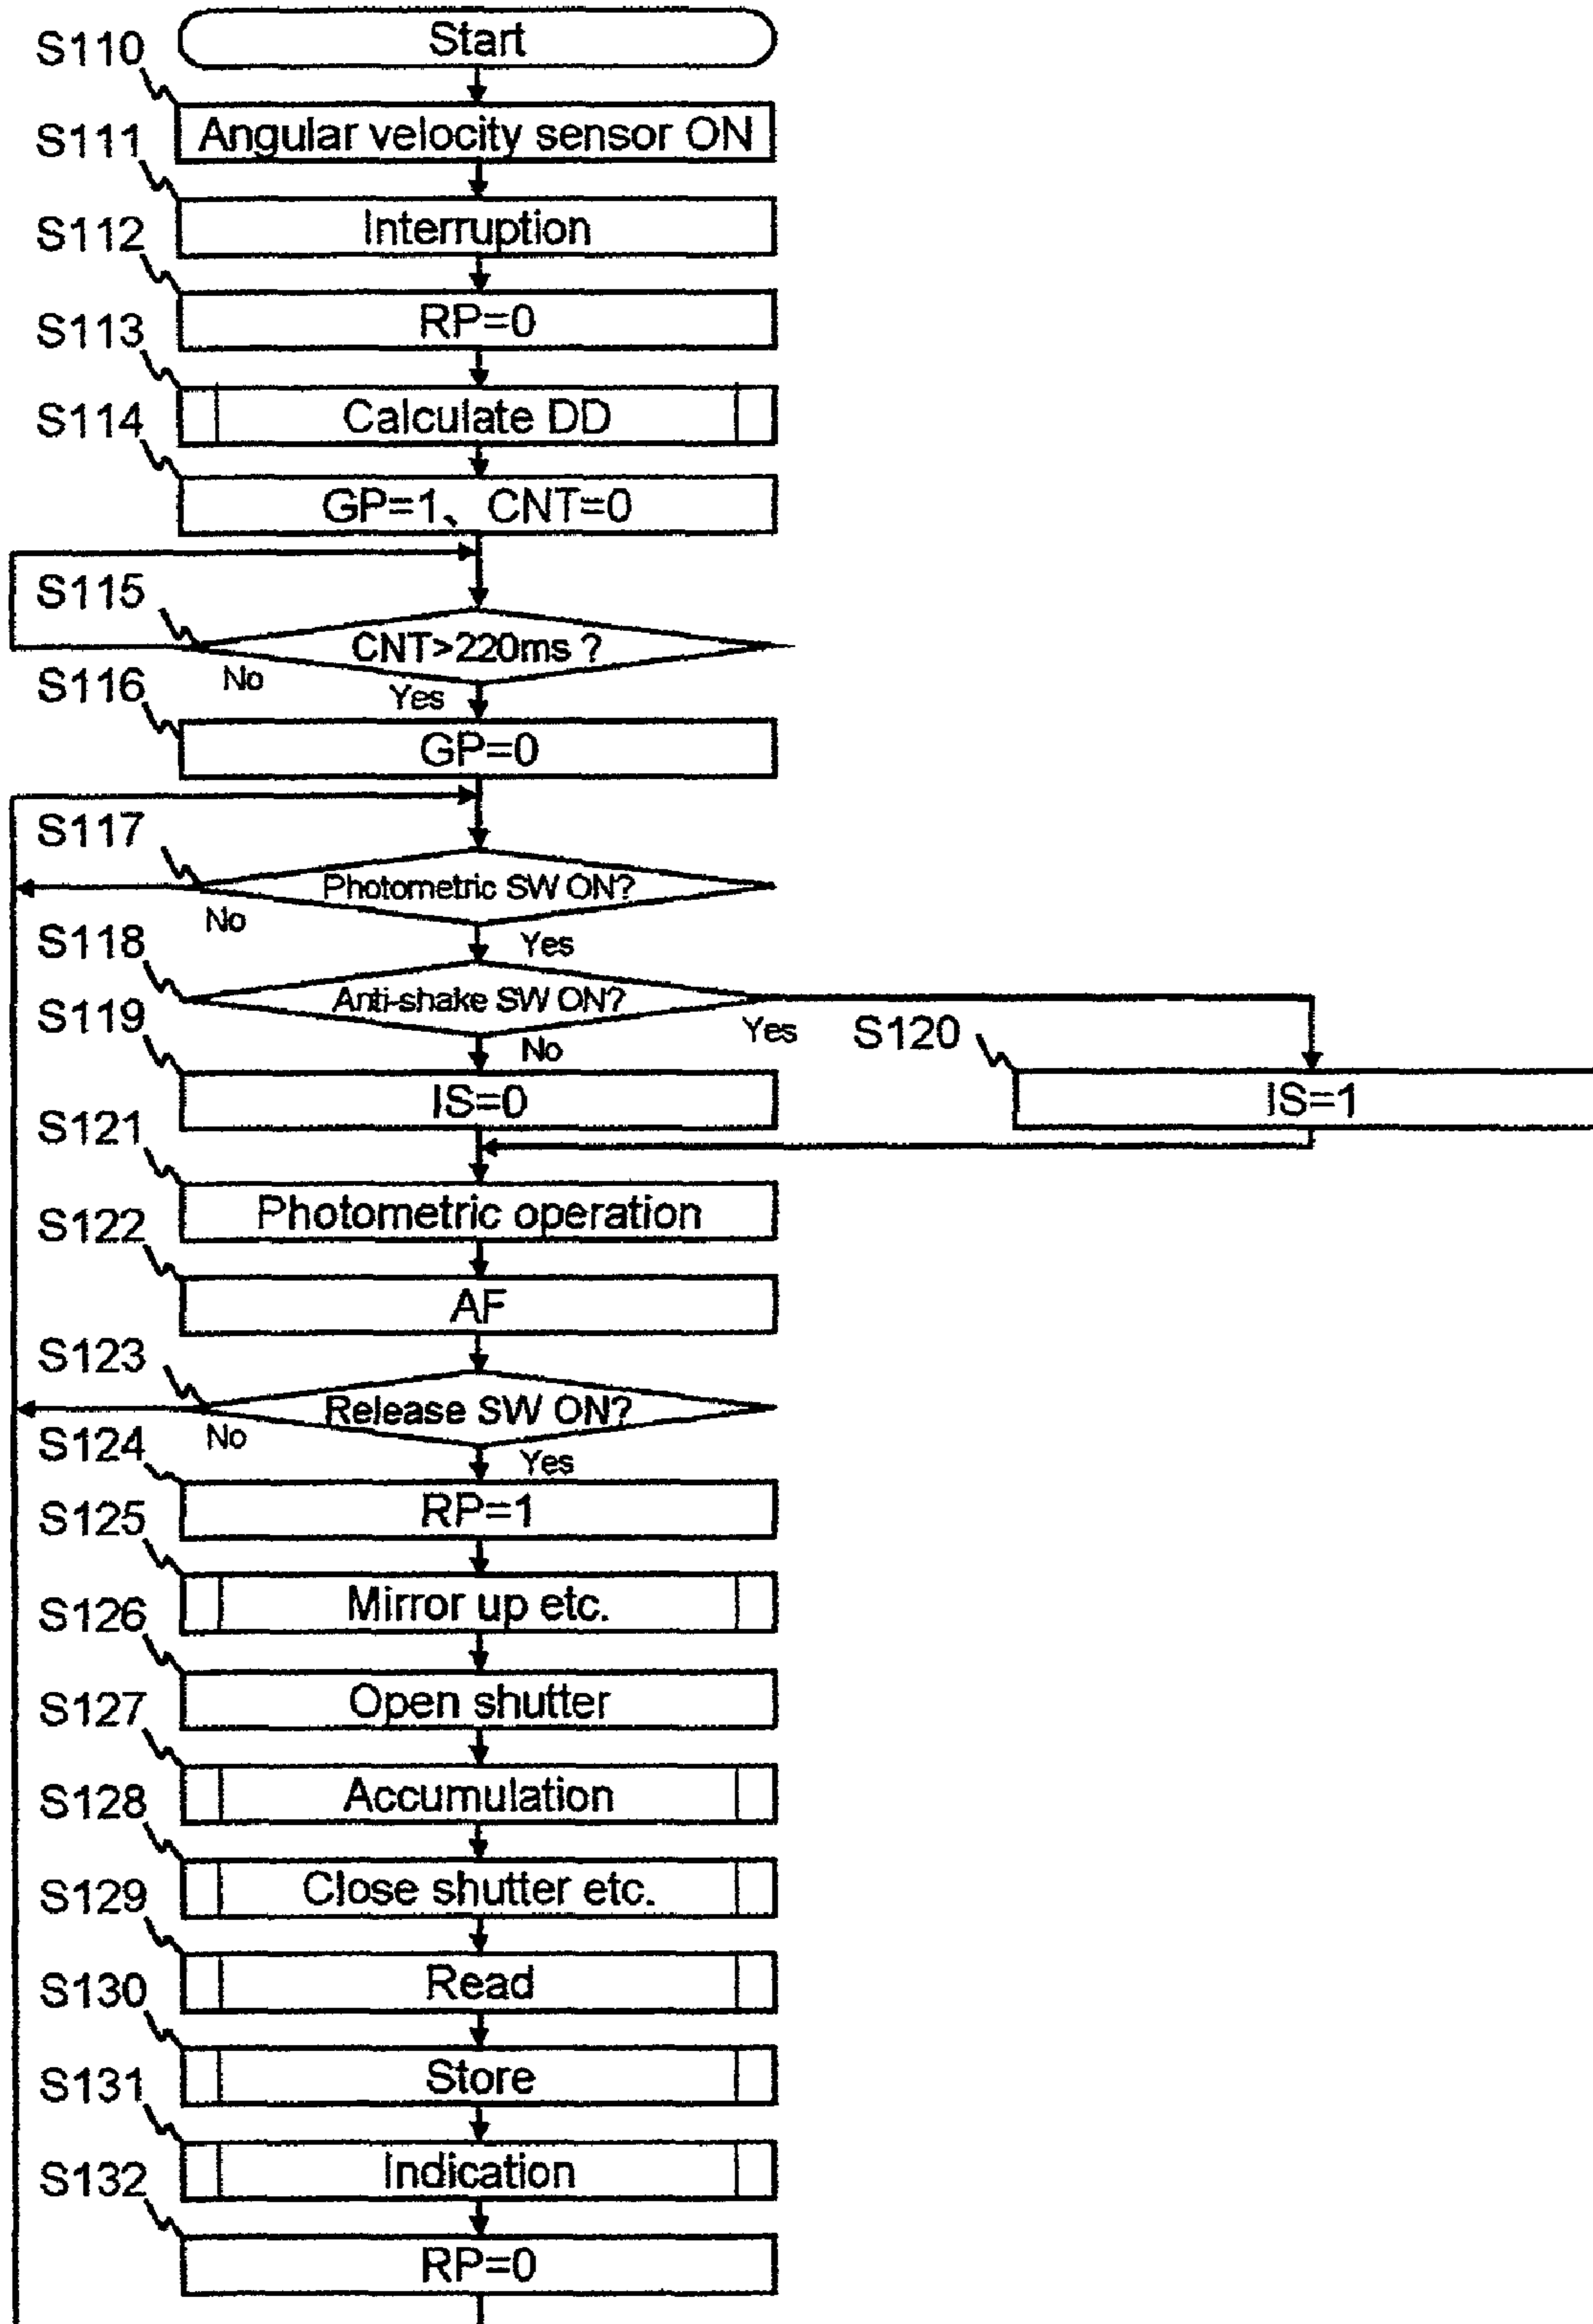 Start
S110
Angular velocity sensor ON
S111
Interruption
S112
RP=0
S113
Calculate DD
S114
GP=1、 CNT=0
S115
CNT>220ms ?
No
Yes
S116
GP=0
S117
Photometric SW ON?
No
Yes
S118
Anti-shake SW ON?
Yes
No
S119
IS=0
S120
IS=1
S121
Photometric operation
S122
AF
S123
Release SW ON?
No
Yes
S124
RP=1
S125
Mirror up etc.
S126
Open shutter
S127
Accumulation
S128
Close shutter etc.
S129
Read
S130
Store
S131
Indication
S132
RP=0